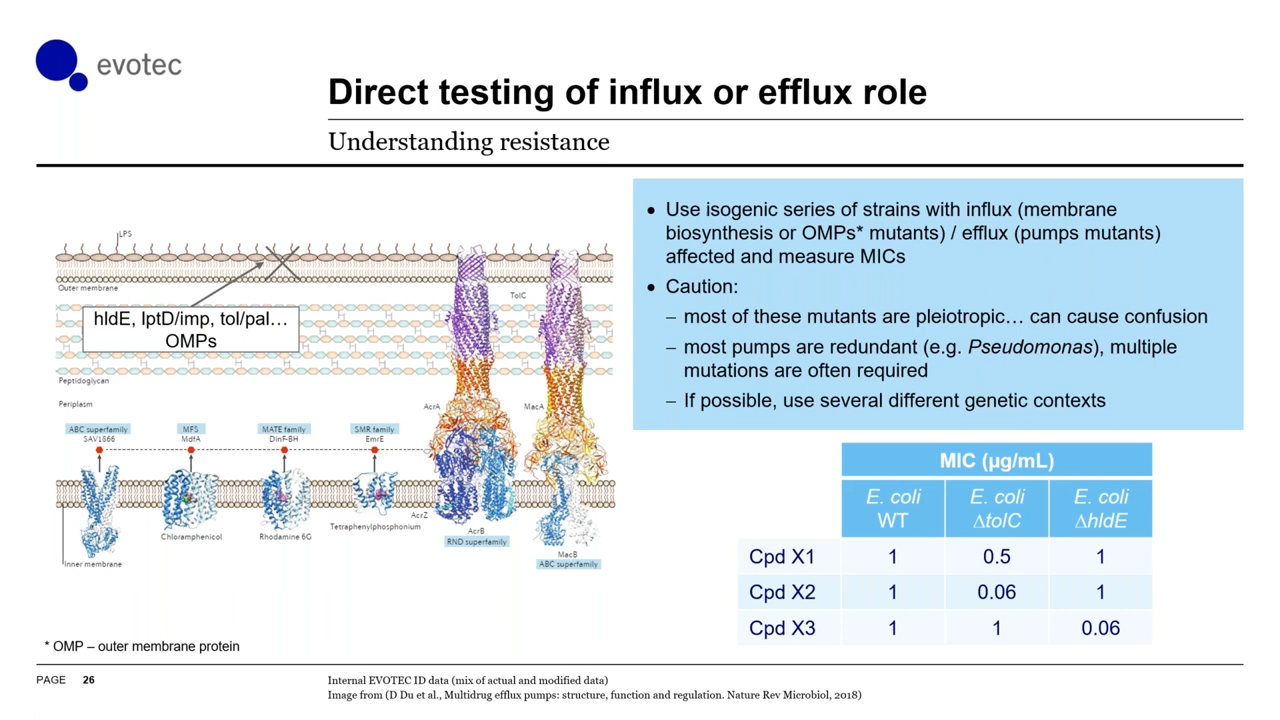 evotec
Direct testing of influx or efflux role
Understanding resistance
LPS
Outer membrane
TolC
hldE, lptD/imp, tol/pal…
OMPs
Peptidoglycan
Periplasm
AcrA
MacA
ABC superfamily
SAV1866
MFS
MdfA
MATE family
DinF-BH
SMR family
EmrE
Chloramphenicol
Rhodamine 6G
Tetraphenylphosphonium
AcrZ
AcrB
RND superfamily
MacB
ABC superfamily
Inner membrane
* OMP – outer membrane protein
• Use isogenic series of strains with influx (membrane
biosynthesis or OMPs* mutants) / efflux (pumps mutants)
affected and measure MICs
• Caution:
– most of these mutants are pleiotropic… can cause confusion
– most pumps are redundant (e.g. Pseudomonas), multiple
mutations are often required
– If possible, use several different genetic contexts
MIC (µg/mL)
E. coli WT E. coli ΔtolC E. coli ΔhldE
Cpd X1 1 0.5 1
Cpd X2 1 0.06 1
Cpd X3 1 1 0.06
PAGE 26
Internal EVOTEC ID data (mix of actual and modified data)
Image from (D Du et al., Multidrug efflux pumps: structure, function and regulation. Nature Rev Microbiol, 2018)